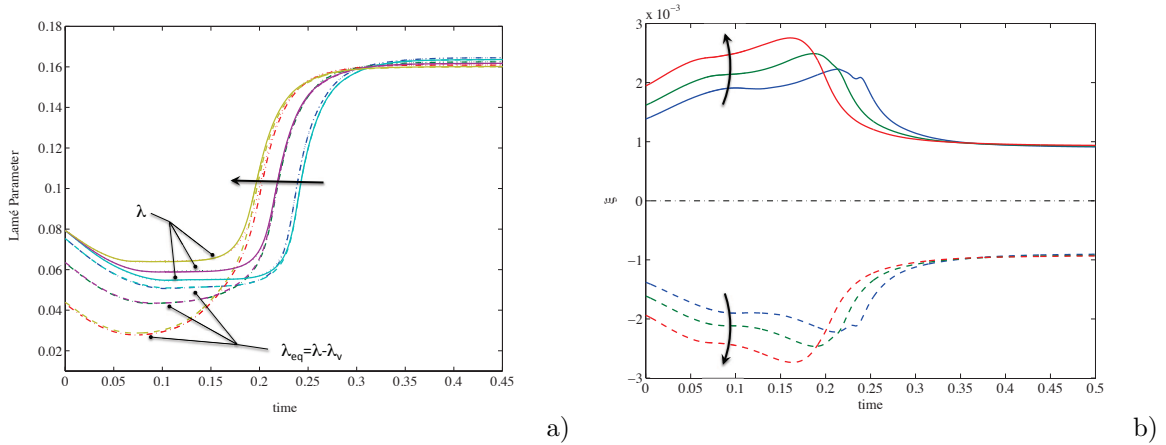 0.18
0.16
0.14
0.12
0.10
0.08
0.06
0.04
0.02
Lamé Parameter
λ
λeq=λ-λv
0 0.05 0.1 0.15 0.2 0.25 0.3 0.35 0.4 0.45
time
a)
x 10−3
3
2
1
0
−1
−2
−3
ξ
0 0.05 0.1 0.15 0.2 0.25 0.3 0.35 0.4 0.45 0.5
time
b)